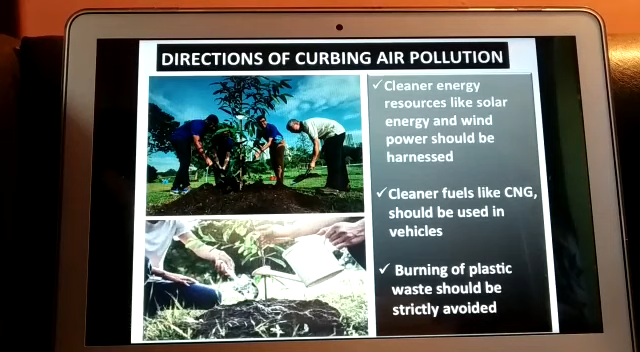 DIRECTIONS OF CURBING AIR POLLUTION
✓Cleaner energy
resources like solar
energy and wind
power should be
harnessed
✓Cleaner fuels like CNG,
should be used in
vehicles
✓ Burning of plastic
waste should be
strictly avoided